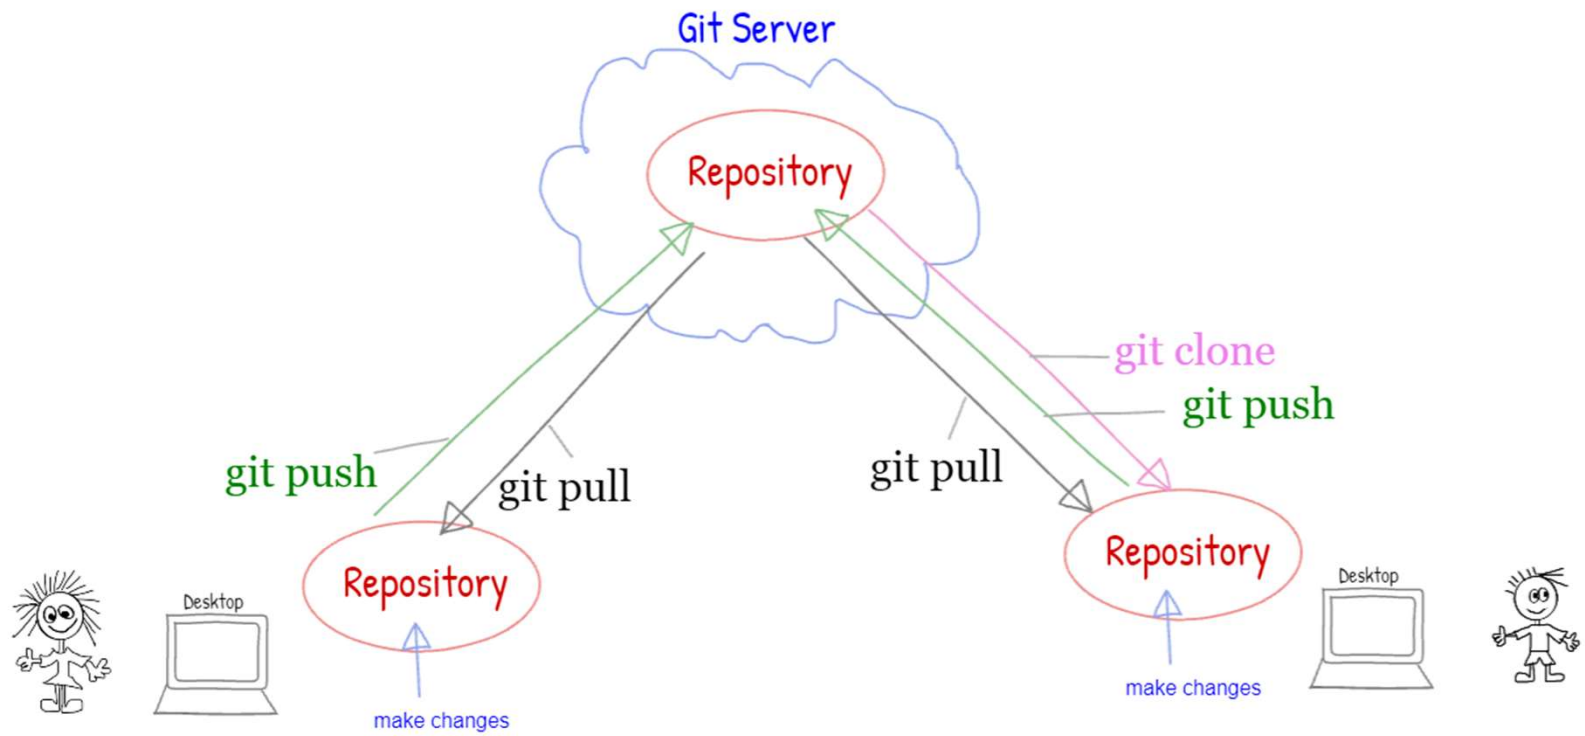 Git Server
Repository
git clone
git push
git pull
git push
git pull
Repository
Repository
Desktop
Desktop
make changes
make changes